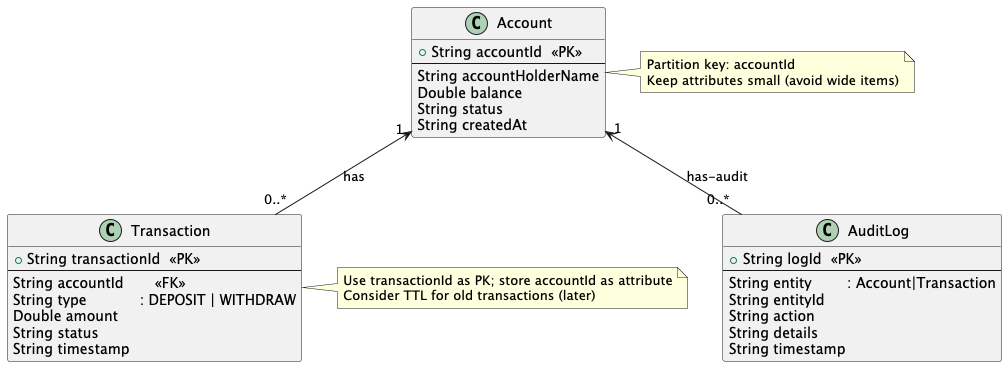 C Account
String accountId «PK»
String accountHolderName
Double balance
String status
String createdAt
Partition key: accountId
Keep attributes small (avoid wide items)
1
1
has
has-audit
0..*
0..*
C Transaction
String transactionId «PK»
String accountId «FK»
String type : DEPOSIT | WITHDRAW
Double amount
String status
String timestamp
Use transactionId as PK; store accountId as attribute
Consider TTL for old transactions (later)
C AuditLog
String logId «PK»
String entity : Account|Transaction
String entityId
String action
String details
String timestamp